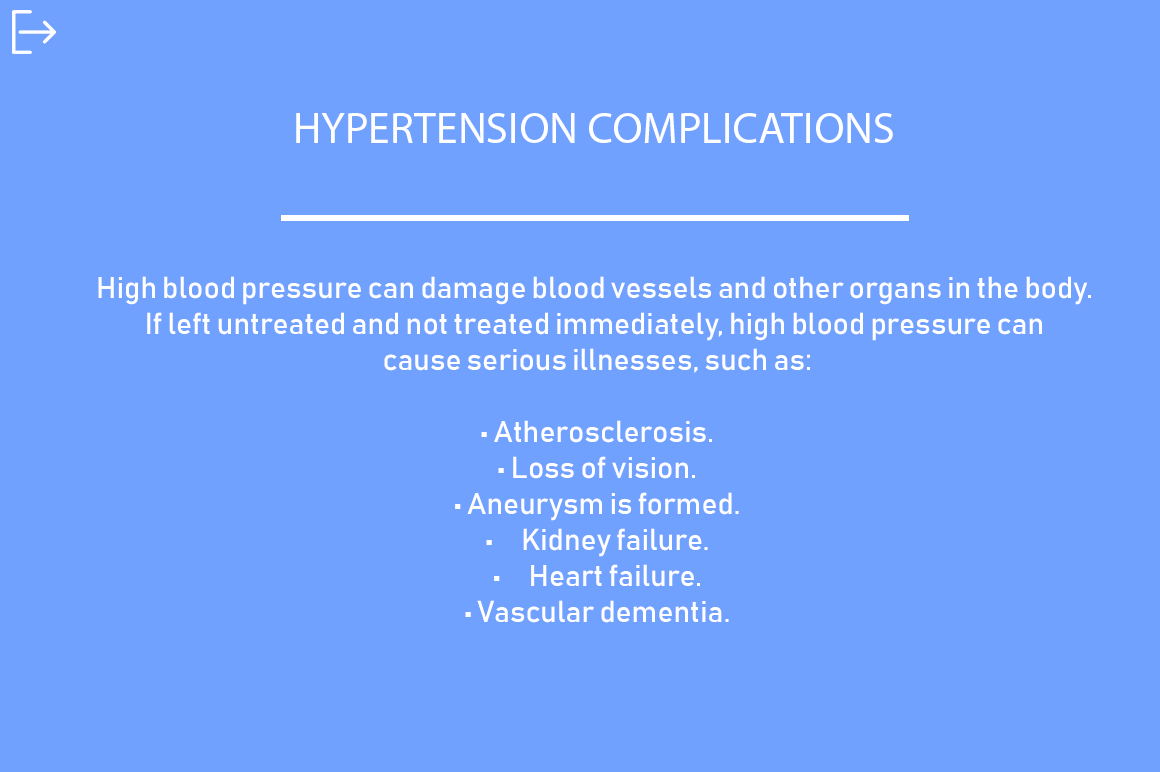 HYPERTENSION COMPLICATIONS
High blood pressure can damage blood vessels and other organs in the body.
If left untreated and not treated immediately, high blood pressure can
cause serious illnesses, such as:
▪ Atherosclerosis.
▪ Loss of vision.
▪ Aneurysm is formed.
▪ Kidney failure.
▪ Heart failure.
▪ Vascular dementia.